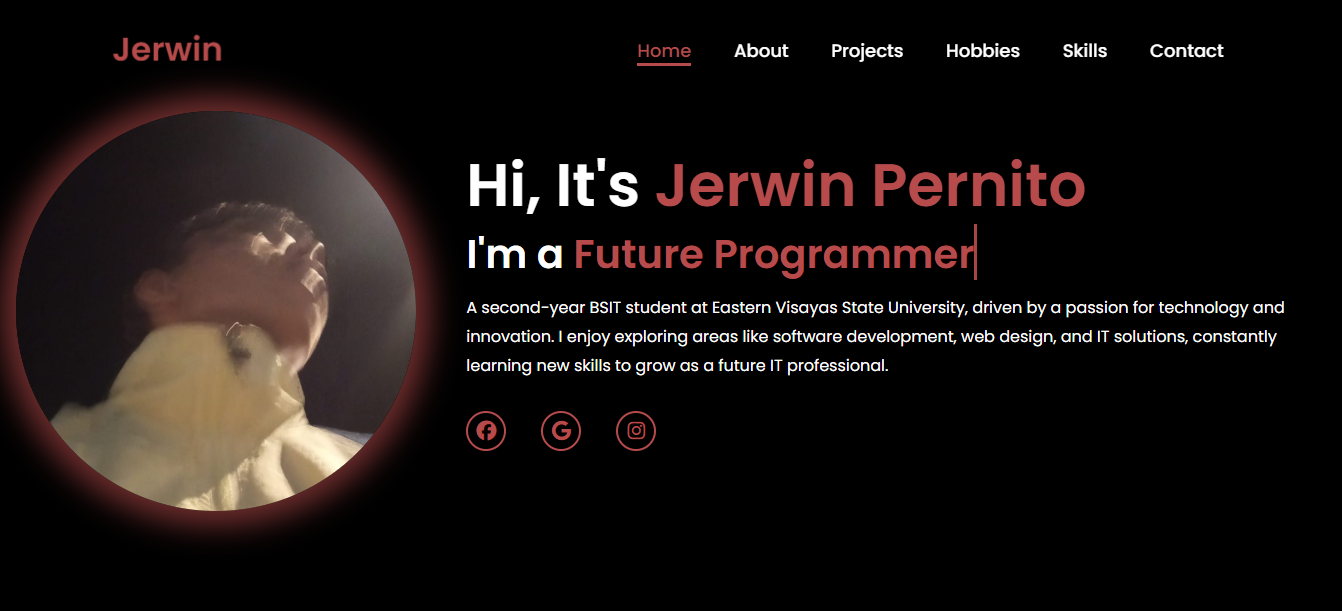 Jerwin
Home About Projects Hobbies Skills Contact
Hi, It's Jerwin Pernito
I'm a Future Programmer
A second-year BSIT student at Eastern Visayas State University, driven by a passion for technology and
innovation. I enjoy exploring areas like software development, web design, and IT solutions, constantly
learning new skills to grow as a future IT professional.